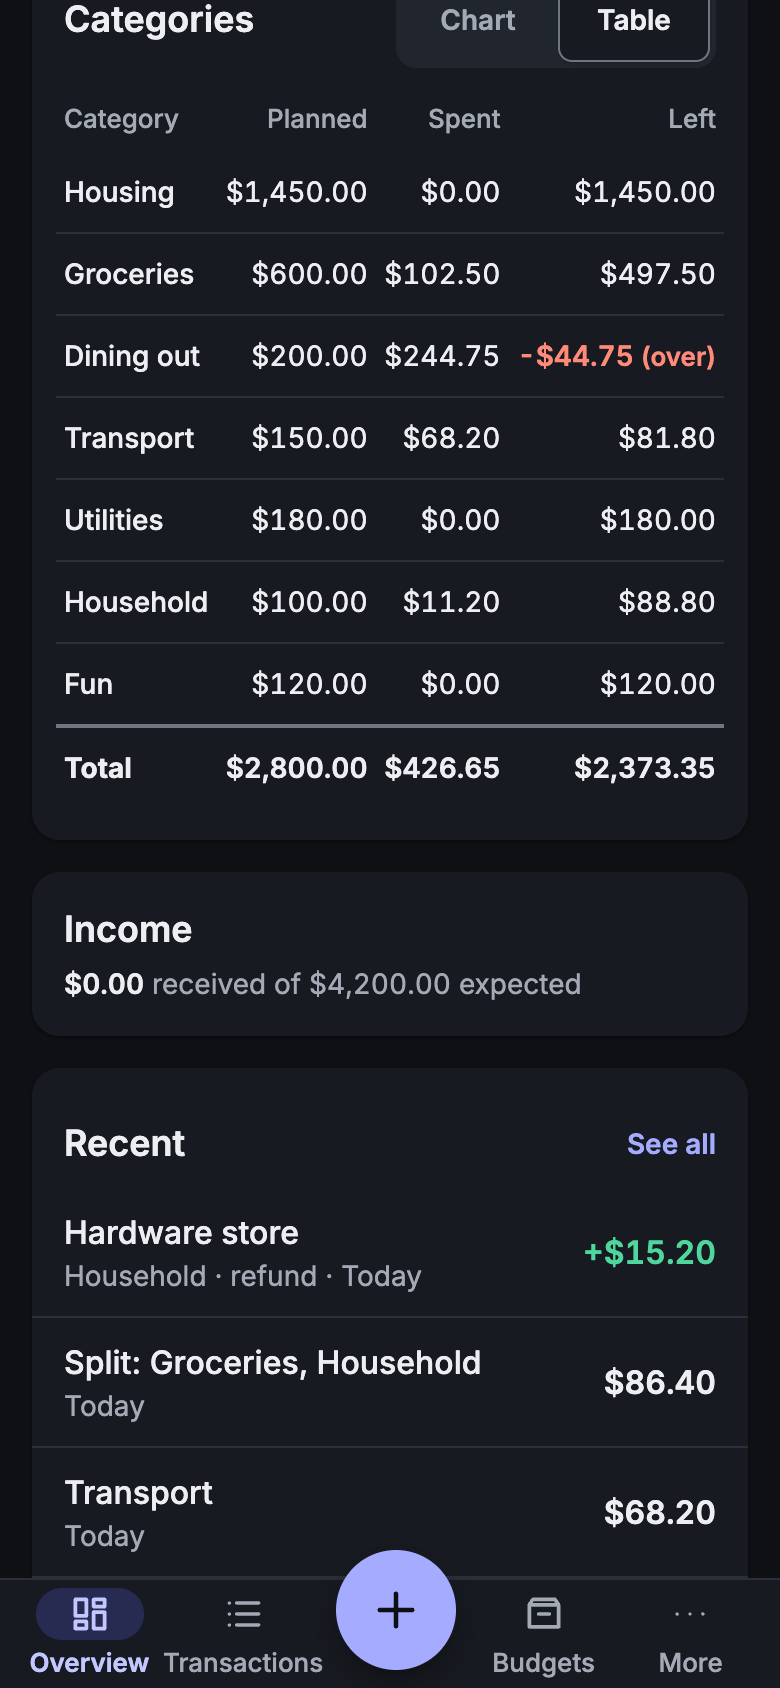 Categories Chart Table
Category Planned Spent Left
Housing $1,450.00 $0.00 $1,450.00
Groceries $600.00 $102.50 $497.50
Dining out $200.00 $244.75 -$44.75 (over)
Transport $150.00 $68.20 $81.80
Utilities $180.00 $0.00 $180.00
Household $100.00 $11.20 $88.80
Fun $120.00 $0.00 $120.00
Total $2,800.00 $426.65 $2,373.35
Income
$0.00 received of $4,200.00 expected
Recent See all
Hardware store
+$15.20
Household · refund · Today
Split: Groceries, Household
$86.40
Today
Transport
$68.20
Today
Overview Transactions Budgets More